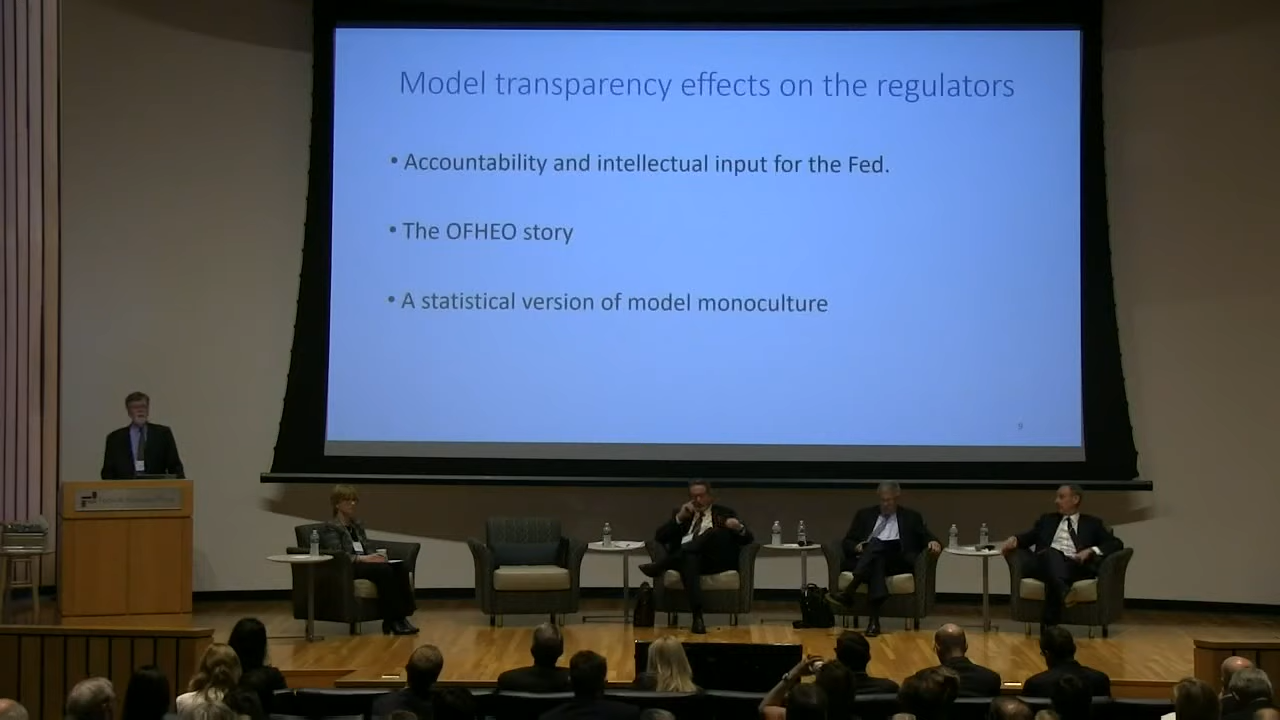 Model transparency effects on the regulators
• Accountability and intellectual input for the Fed.
• The OFHEO story
• A statistical version of model monoculture
9